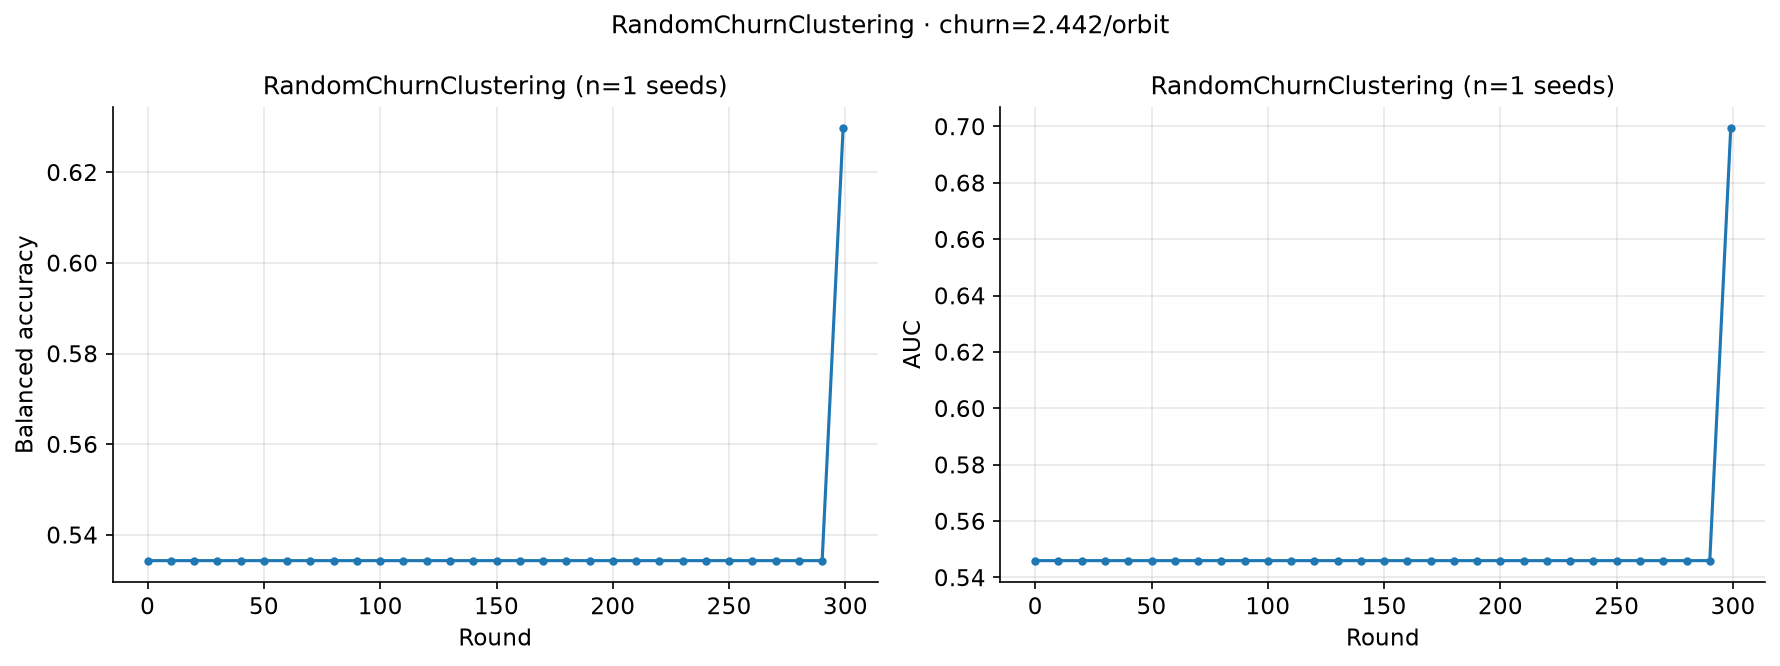 RandomChurnClustering · churn=2.442/orbit
RandomChurnClustering (n=1 seeds)
Balanced accuracy
0.62
0.60
0.58
0.56
0.54
0 50 100 150 200 250 300
Round
RandomChurnClustering (n=1 seeds)
AUC
0.70
0.68
0.66
0.64
0.62
0.60
0.58
0.56
0.54
0 50 100 150 200 250 300
Round